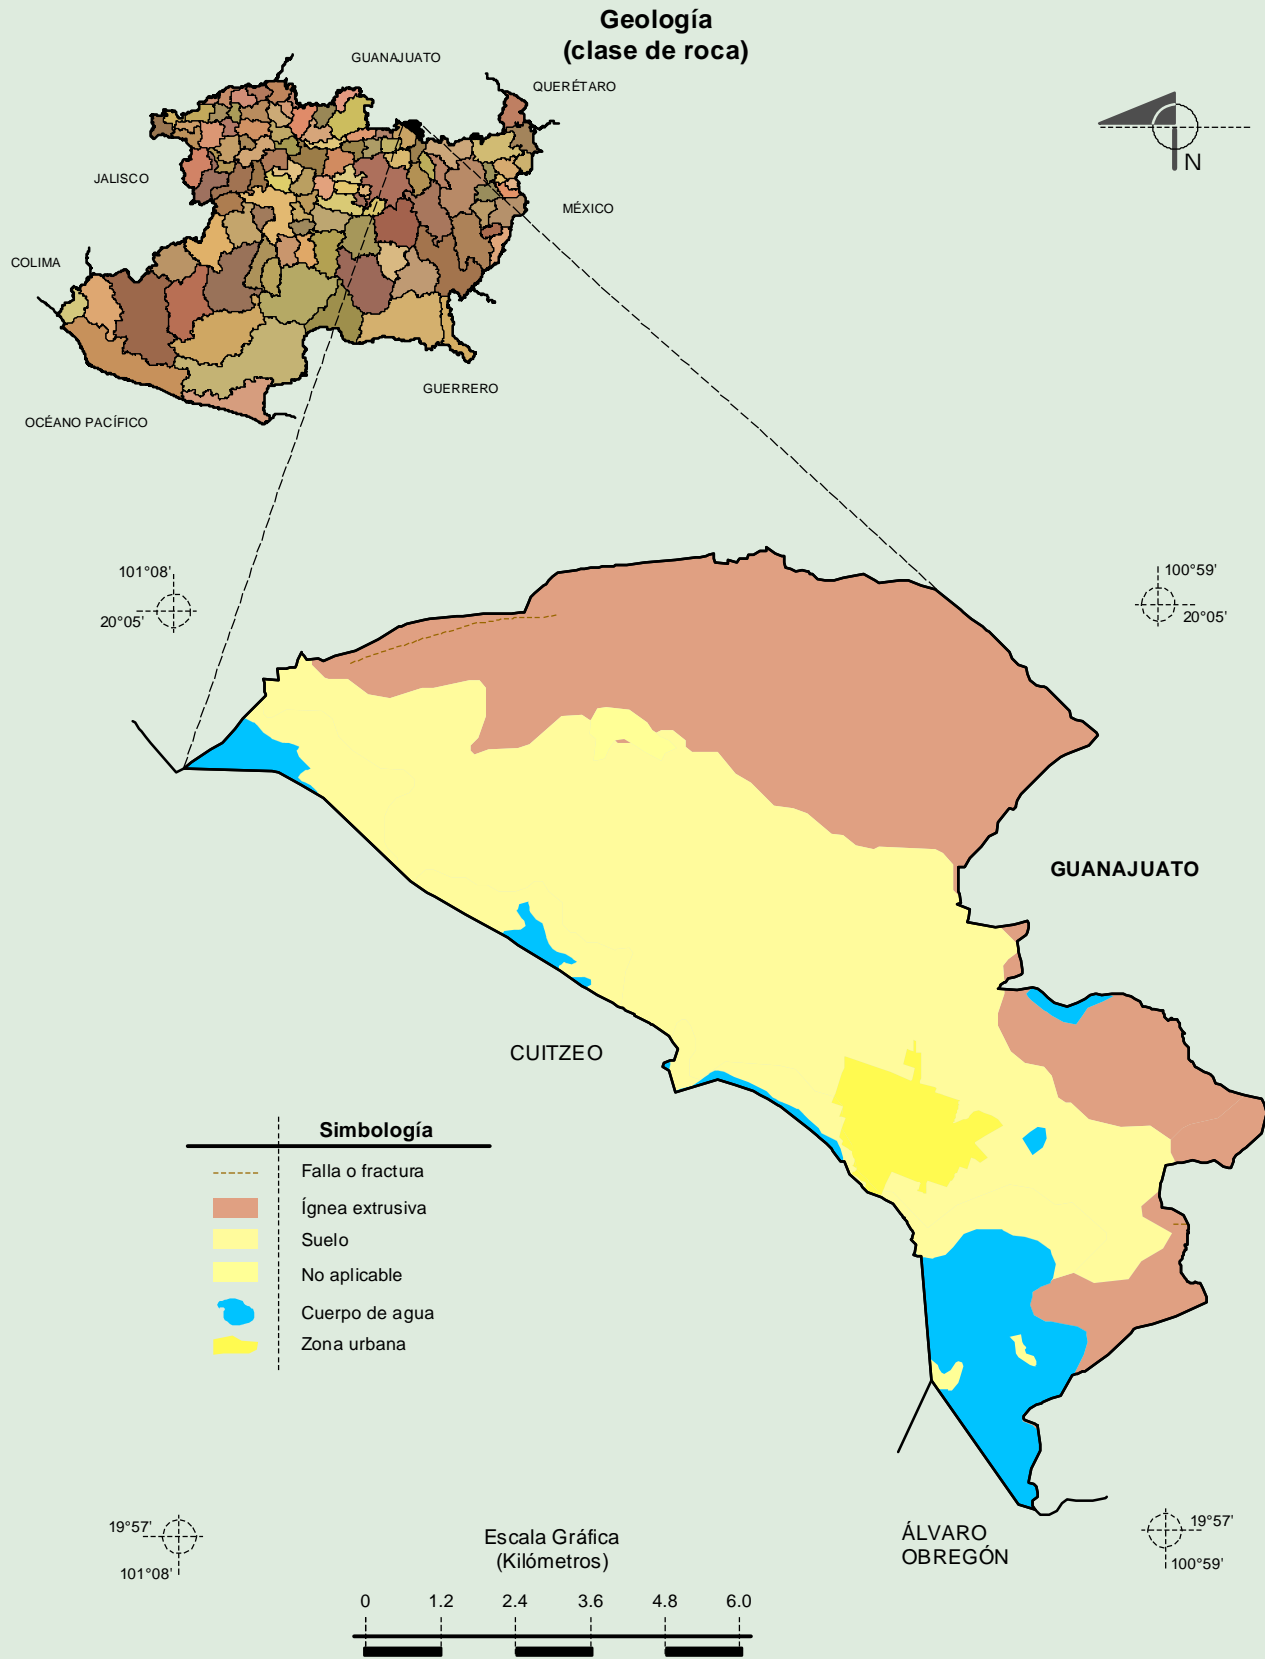 Geología
(clase de roca)
GUANAJUATO
QUERÉTARO
N
JALISCO
MÉXICO
COLIMA
GUERRERO
OCÉANO PACÍFICO
101°08'
20°05'
100°59'
20°05'
GUANAJUATO
CUITZEO
Simbología
Falla o fractura
Ígnea extrusiva
Suelo
No aplicable
Cuerpo de agua
Zona urbana
19°57'
101°08'
Escala Gráfica
(Kilómetros)
ÁLVARO
OBREGÓN
19°57'
100°59'
0 1.2 2.4 3.6 4.8 6.0